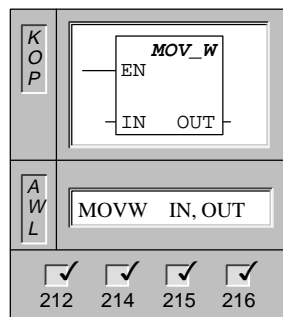 K
O
P
MOV_W
EN
IN OUT
A
W
L
MOVW IN, OUT
212 214 215 216